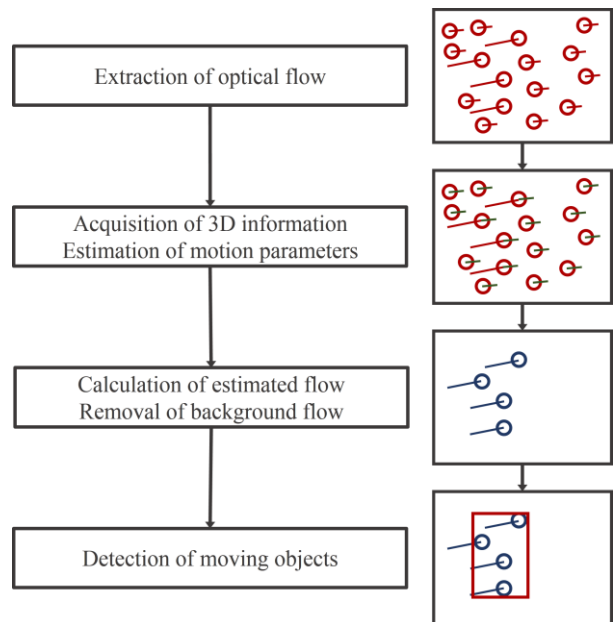 Extraction of optical flow
Acquisition of 3D information
Estimation of motion parameters
Calculation of estimated flow
Removal of background flow
Detection of moving objects